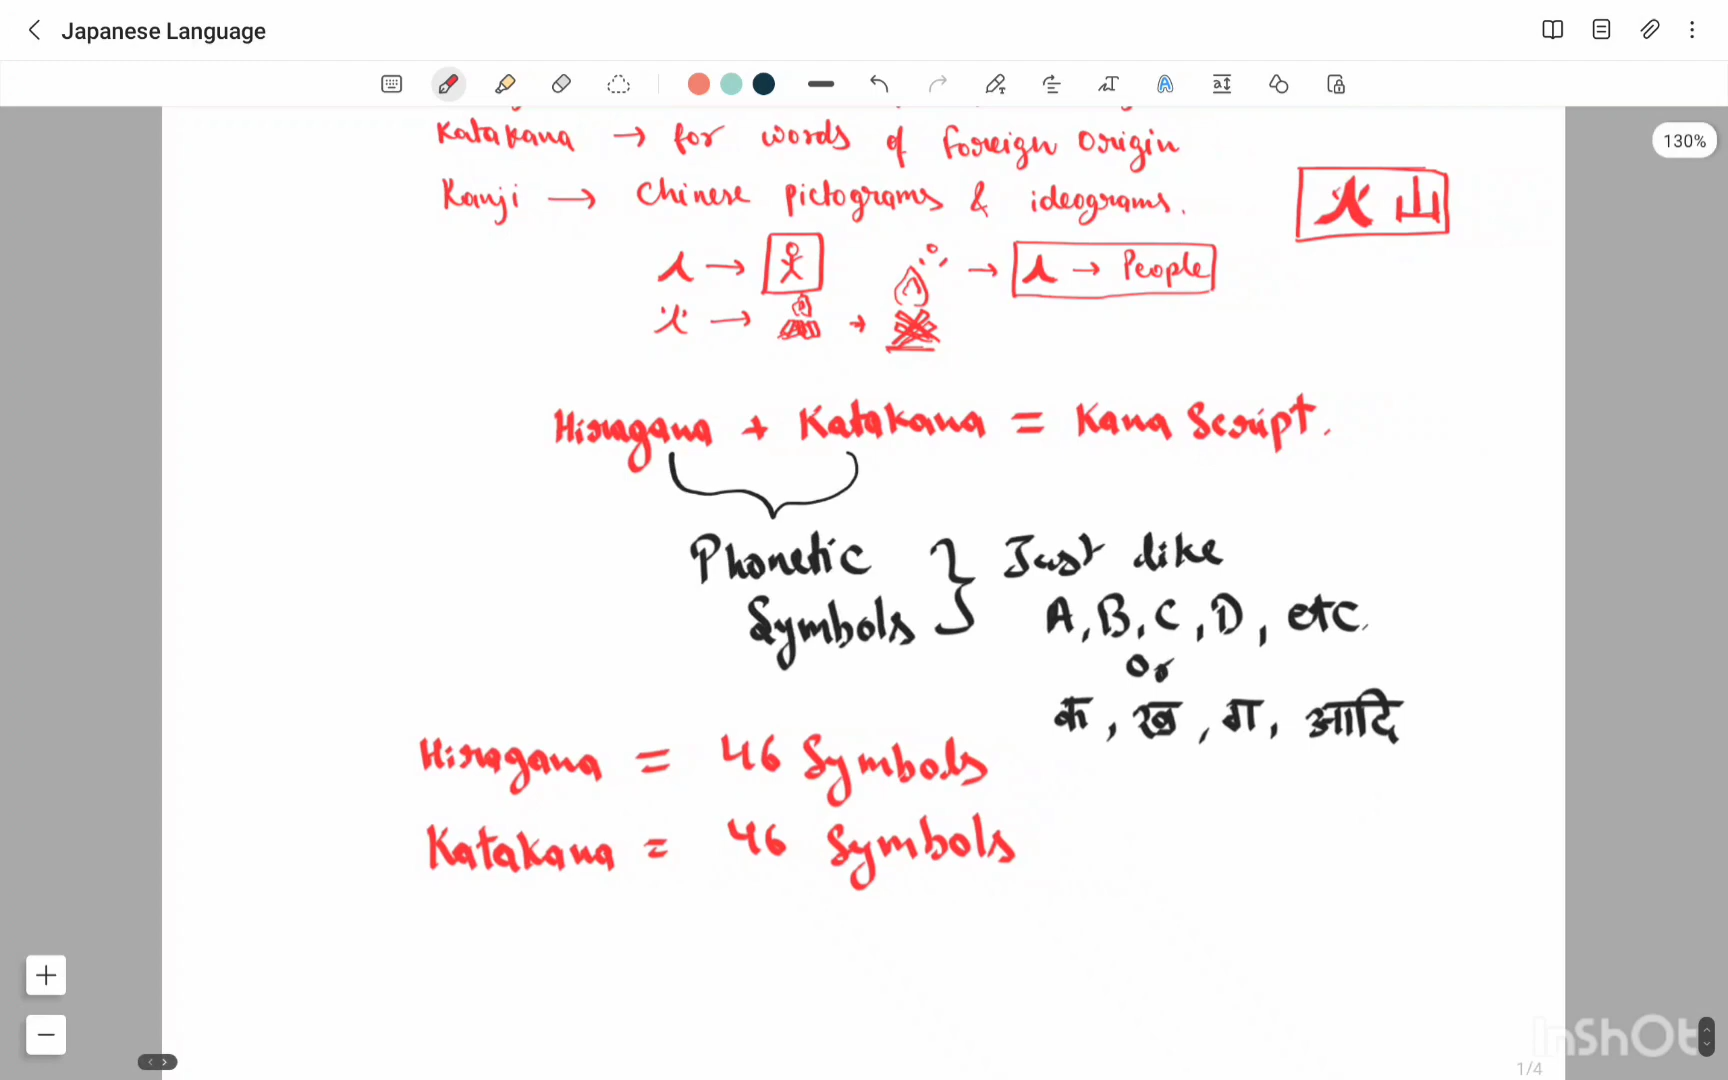 Japanese Language
130%
Katakana → for words of foreign origin
Kanji → Chinese pictograms & ideograms.
火山
人 →
→ 人 → People
火 → →
Hiragana + Katakana = Kana Script.
Phonetic Symbols } Just like
A, B, C, D, etc.
or
क, ख, ग, आदि
Hiragana = 46 Symbols
Katakana = 46 Symbols
InShOt
1/4